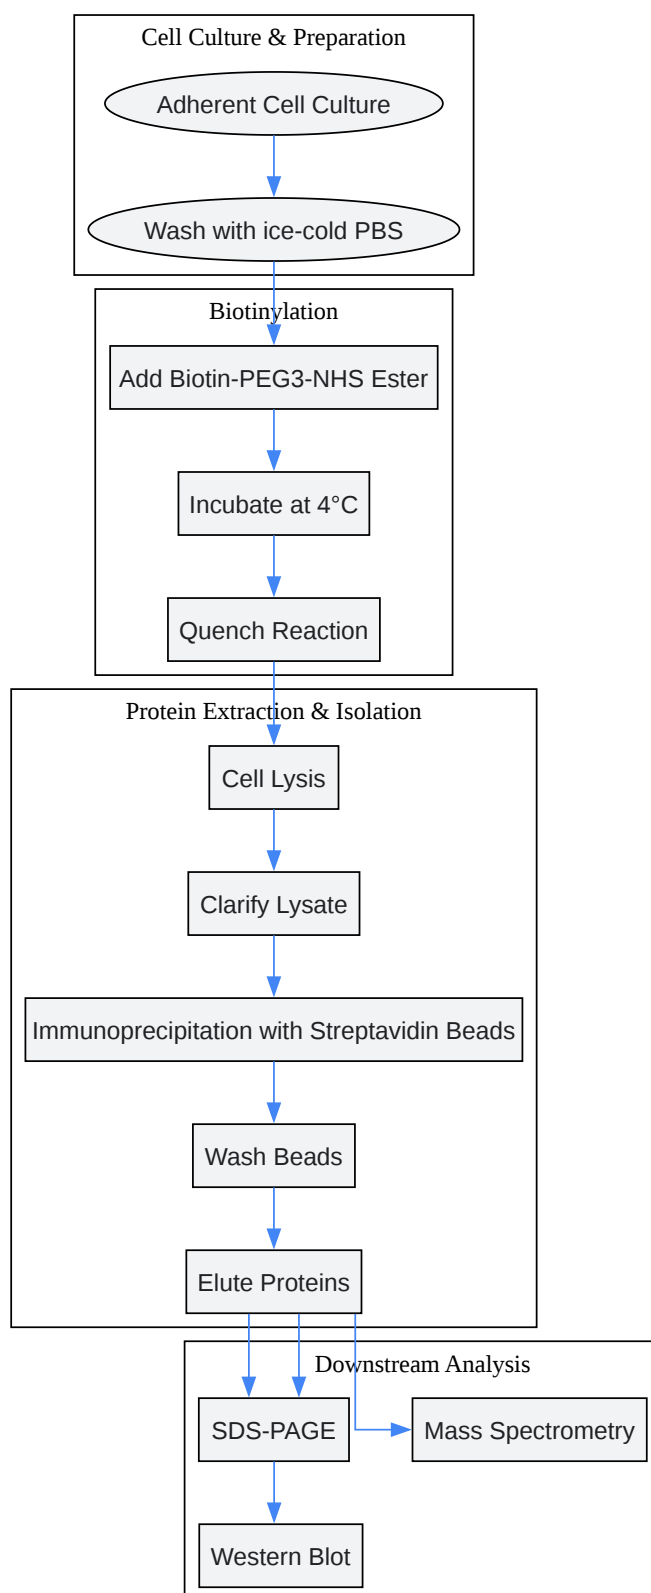 Cell Culture & Preparation
Adherent Cell Culture
Wash with ice-cold PBS
Biotinylation
Add Biotin-PEG3-NHS Ester
Incubate at 4°C
Quench Reaction
Protein Extraction & Isolation
Cell Lysis
Clarify Lysate
Immunoprecipitation with Streptavidin Beads
Wash Beads
Elute Proteins
Downstream Analysis
SDS-PAGE
Mass Spectrometry
Western Blot